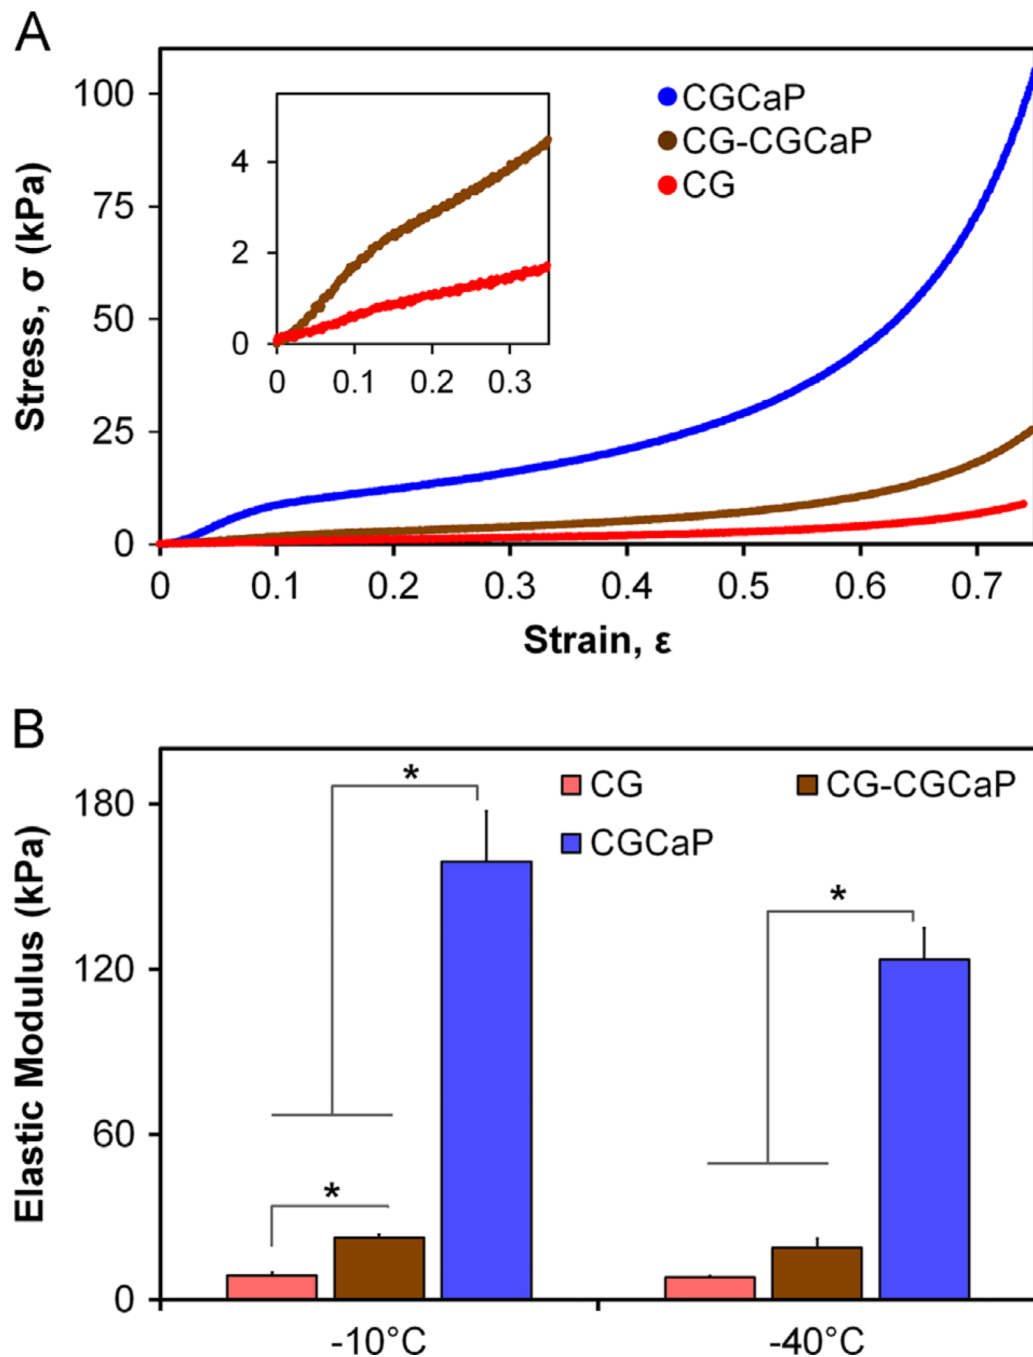 A
Stress, σ (kPa)
100
75
50
25
0
CGCaP
CG-CGCaP
CG
4
2
0
0 0.1 0.2 0.3
0 0.1 0.2 0.3 0.4 0.5 0.6 0.7
Strain, ε
B
Elastic Modulus (kPa)
180
120
60
0
CG CG-CGCaP
CGCaP
*
*
*
-10°C -40°C